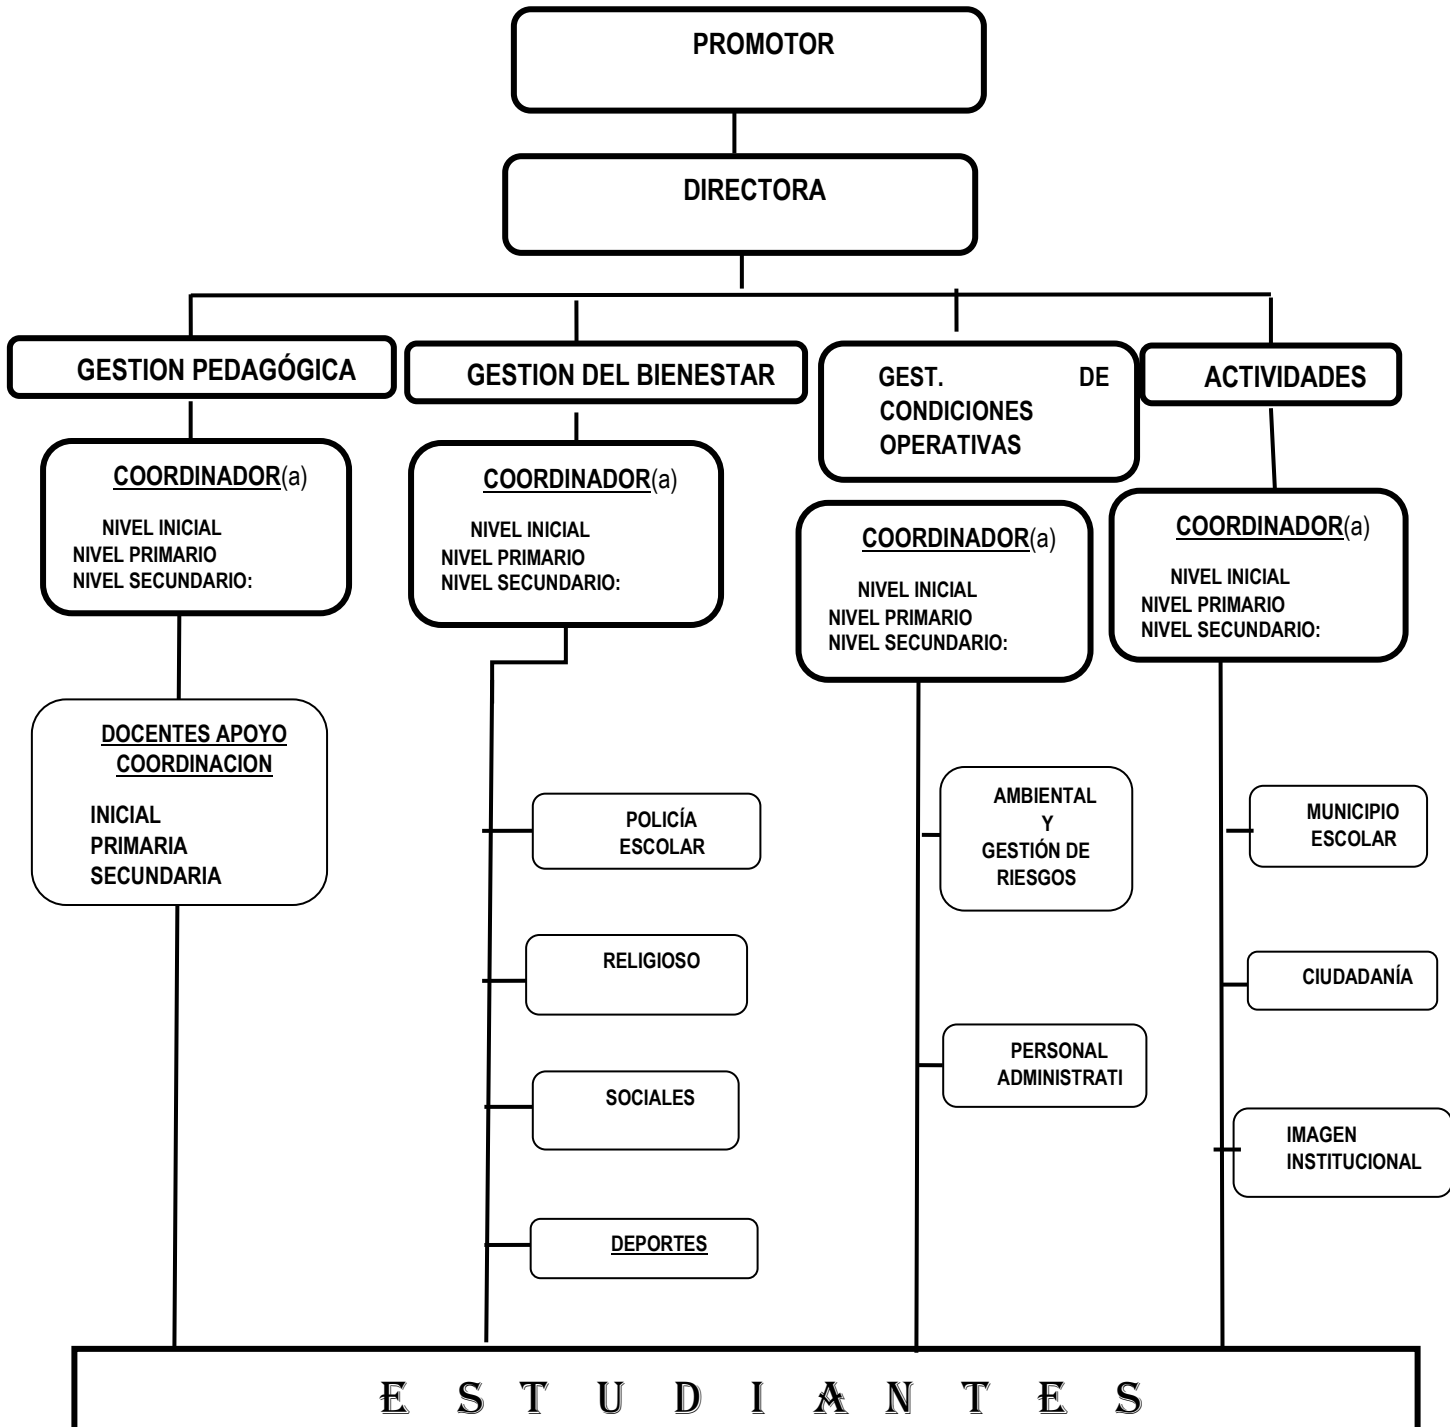 PROMOTOR
DIRECTORA
GESTION PEDAGÓGICA
GESTION DEL BIENESTAR
GEST. DE
CONDICIONES
OPERATIVAS
ACTIVIDADES
COORDINADOR(a)
NIVEL INICIAL
NIVEL PRIMARIO
NIVEL SECUNDARIO:
COORDINADOR(a)
NIVEL INICIAL
NIVEL PRIMARIO
NIVEL SECUNDARIO:
COORDINADOR(a)
NIVEL INICIAL
NIVEL PRIMARIO
NIVEL SECUNDARIO:
COORDINADOR(a)
NIVEL INICIAL
NIVEL PRIMARIO
NIVEL SECUNDARIO:
DOCENTES APOYO
COORDINACION
INICIAL
PRIMARIA
SECUNDARIA
POLICÍA
ESCOLAR
RELIGIOSO
SOCIALES
DEPORTES
AMBIENTAL
Y
GESTIÓN DE
RIESGOS
PERSONAL
ADMINISTRATI
MUNICIPIO
ESCOLAR
CIUDADANÍA
IMAGEN
INSTITUCIONAL
E S T U D I A N T E S